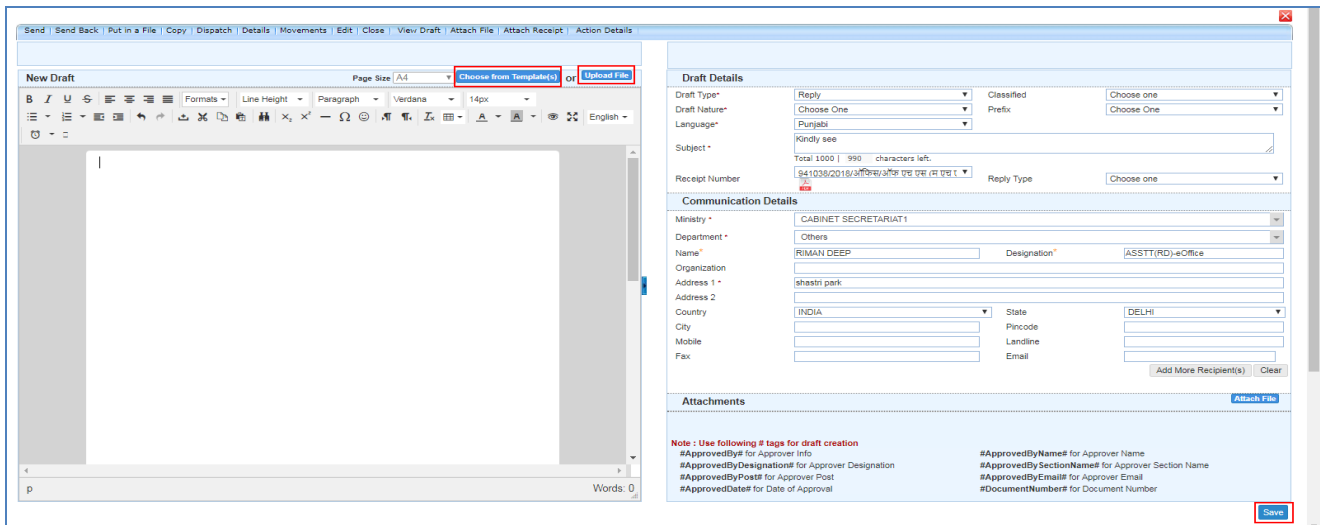 Send | Send Back | Put in a File | Copy | Dispatch | Details | Movements | Edit | Close | View Draft | Attach File | Attach Receipt | Action Details
New Draft Page Size A4 Choose from Template(s) or Upload File
B I U S Formats Line Height Paragraph Verdana 14px
English
p Words: 0
Draft Details
Draft Type* Reply Classified Choose one
Draft Nature* Choose One Prefix Choose One
Language* Punjabi
Subject * Kindly see
Total 1000 | 990 characters left.
Receipt Number 941038/2018/ऑफिस/ऑफ एच एस Reply Type Choose one
Communication Details
Ministry * CABINET SECRETARIAT1
Department * Others
Name* RIMAN DEEP Designation* ASSTT(RD)-eOffice
Organization
Address 1 * shastri park
Address 2
Country INDIA State DELHI
City Pincode
Mobile Landline
Fax Email
Add More Recipient(s) Clear
Attachments Attach File
Note : Use following # tags for draft creation
#ApprovedBy# for Approver Info #ApprovedByName# for Approver Name
#ApprovedByDesignation# for Approver Designation #ApprovedBySectionName# for Approver Section Name
#ApprovedByPost# for Approver Post #ApprovedByEmail# for Approver Email
#ApprovedDate# for Date of Approval #DocumentNumber# for Document Number
Save